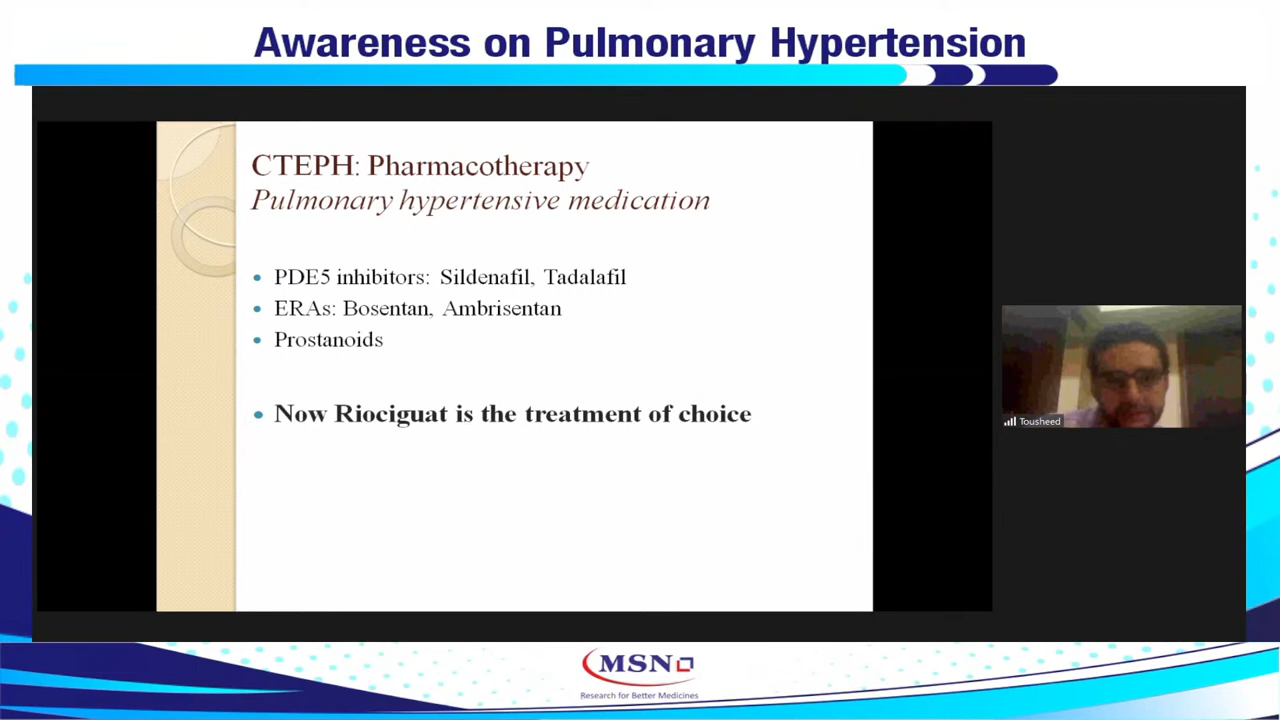 Awareness on Pulmonary Hypertension
CTEPH: Pharmacotherapy
Pulmonary hypertensive medication
• PDE5 inhibitors: Sildenafil, Tadalafil
• ERAs: Bosentan, Ambrisentan
• Prostanoids
• Now Riociguat is the treatment of choice
Tousheed
MSN
Research for Better Medicines